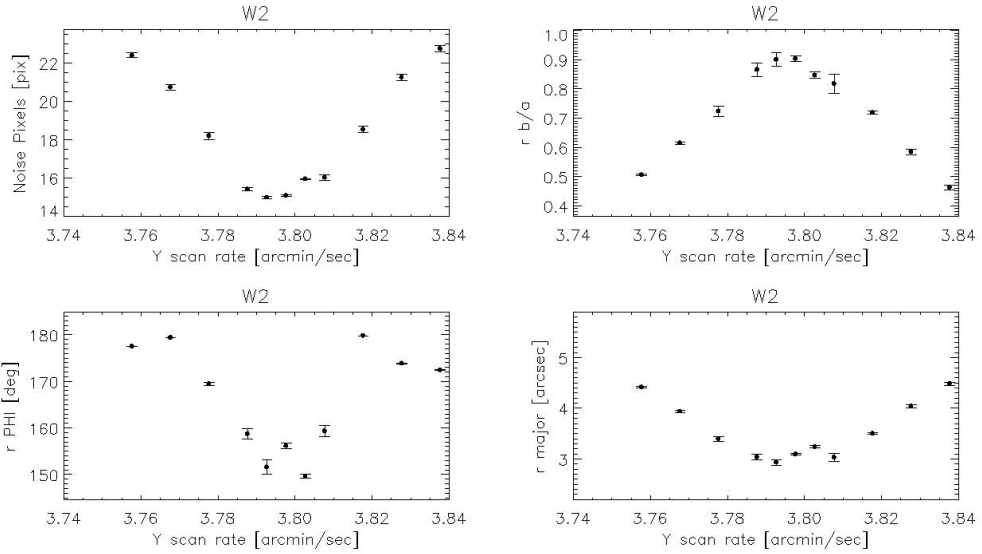 W2
Noise Pixels [pix]
22
20
18
16
14
3.74 3.76 3.78 3.80 3.82 3.84
Y scan rate [arcmin/sec]
W2
r b/a
1.0
0.9
0.8
0.7
0.6
0.5
0.4
3.74 3.76 3.78 3.80 3.82 3.84
Y scan rate [arcmin/sec]
W2
r PHI [deg]
180
170
160
150
3.74 3.76 3.78 3.80 3.82 3.84
Y scan rate [arcmin/sec]
W2
r major [arcsec]
5
4
3
3.74 3.76 3.78 3.80 3.82 3.84
Y scan rate [arcmin/sec]